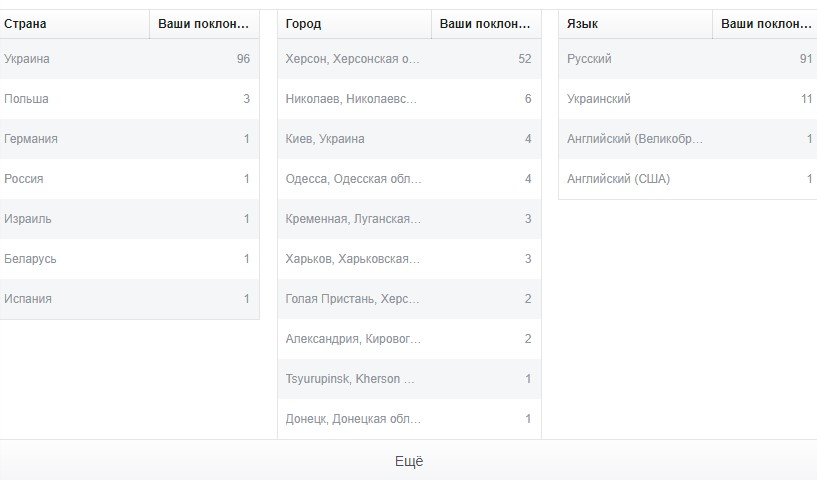 Страна Ваши поклон…
Украина 96
Польша 3
Германия 1
Россия 1
Израиль 1
Беларусь 1
Испания 1
Город Ваши поклон…
Херсон, Херсонская о… 52
Николаев, Николаевс… 6
Киев, Украина 4
Одесса, Одесская обл… 4
Кременная, Луганская… 3
Харьков, Харьковская… 3
Голая Пристань, Херс… 2
Александрия, Кировог… 2
Tsyurupinsk, Kherson … 1
Донецк, Донецкая обл… 1
Язык Ваши поклон…
Русский 91
Украинский 11
Английский (Великобр… 1
Английский (США) 1
Ещё